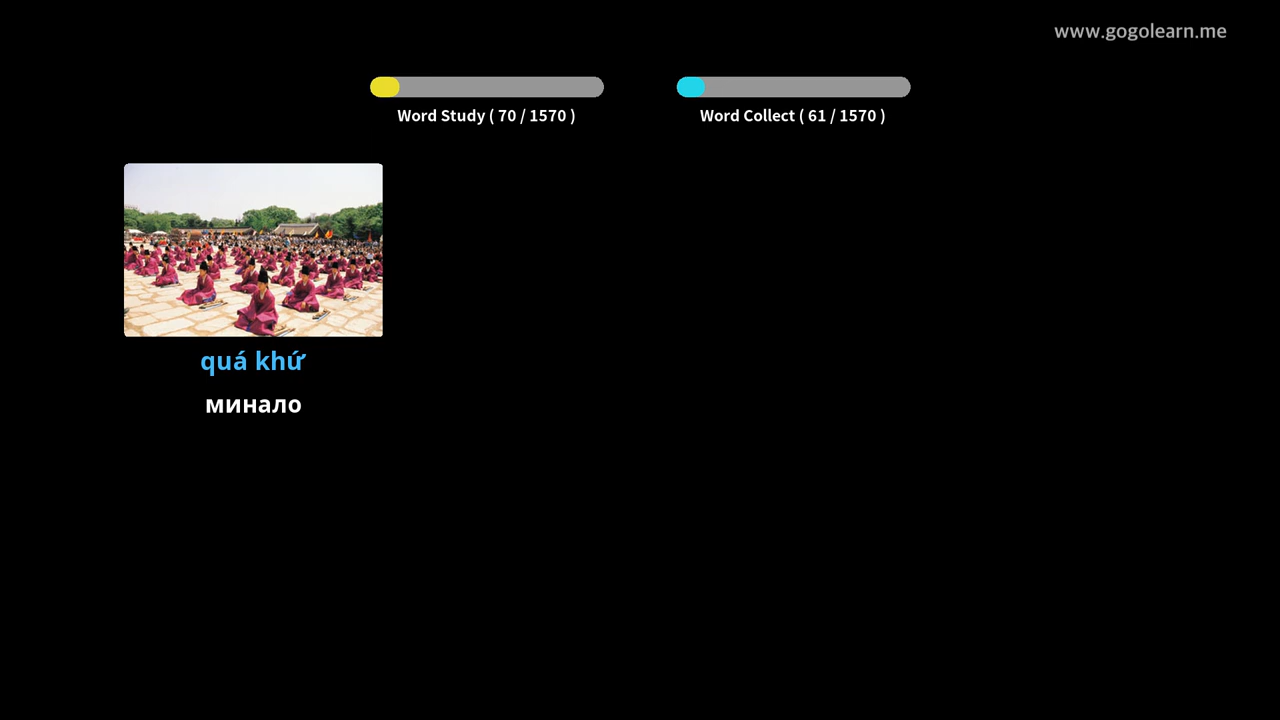 www.gogolearn.me
Word Study ( 70 / 1570 )
Word Collect ( 61 / 1570 )
quá khứ
минало